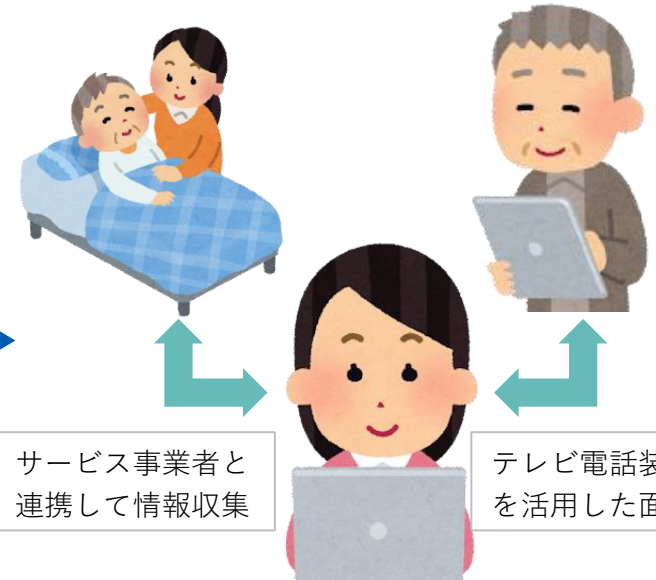 サービス事業者と
連携して情報収集
テレビ電話装
を活用した面